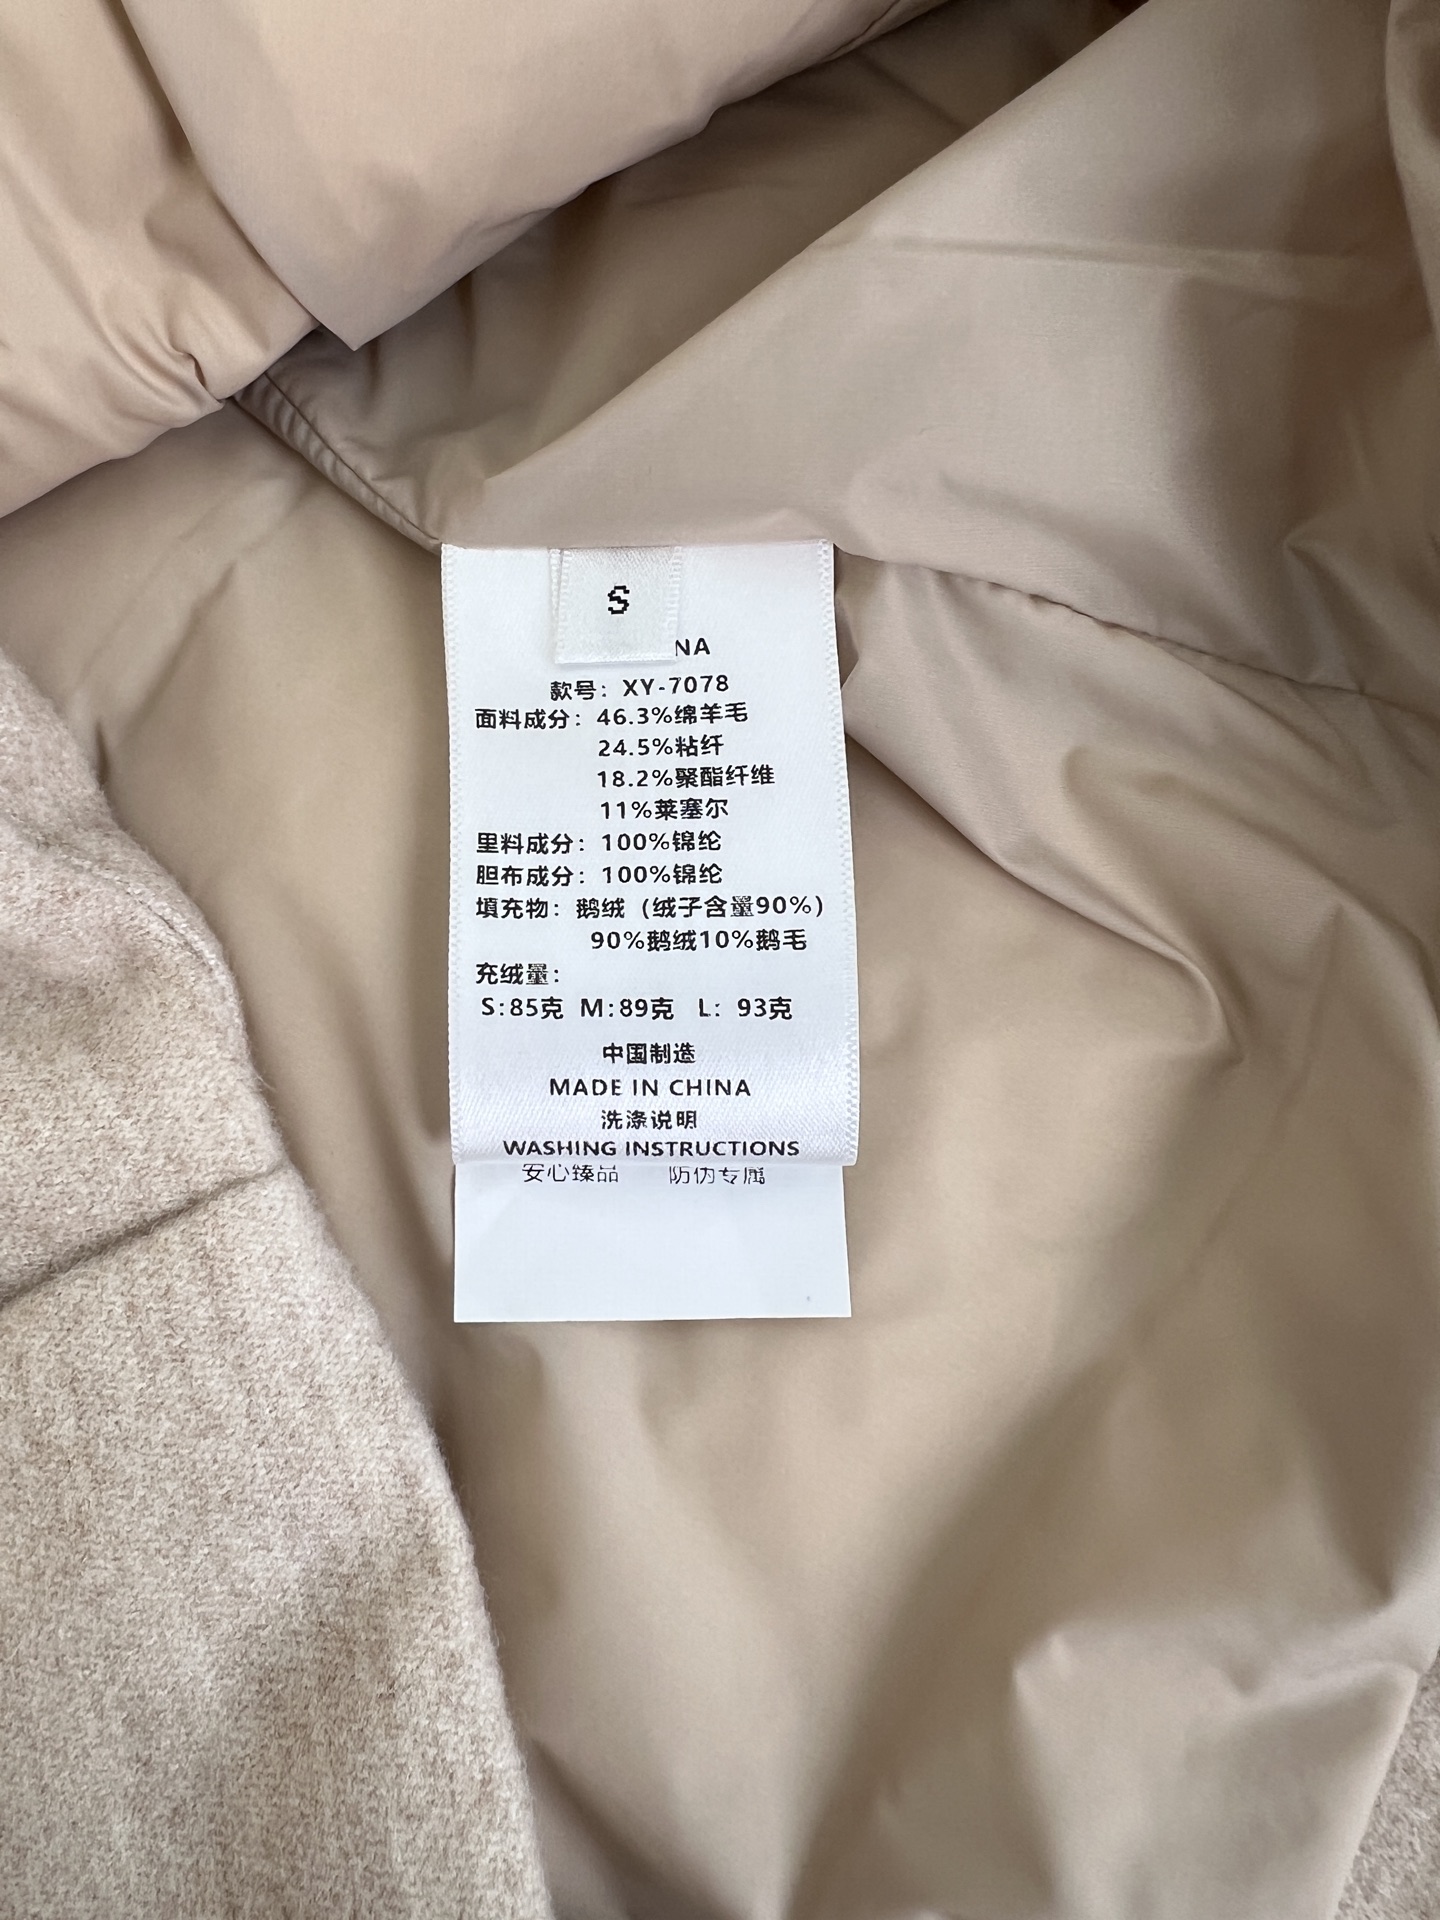 S
NA
款号：XY-7078
面料成分：46.3%绵羊毛
24.5%粘纤
18.2%聚酯纤维
11%莱塞尔
里料成分：100%锦纶
胆布成分：100%锦纶
填充物：鹅绒（绒子含量90%）
90%鹅绒10%鹅毛
充绒量：
S:85克 M:89克 L: 93克
中国制造
MADE IN CHINA
洗涤说明
WASHING INSTRUCTIONS
安心臻品 防伪专属